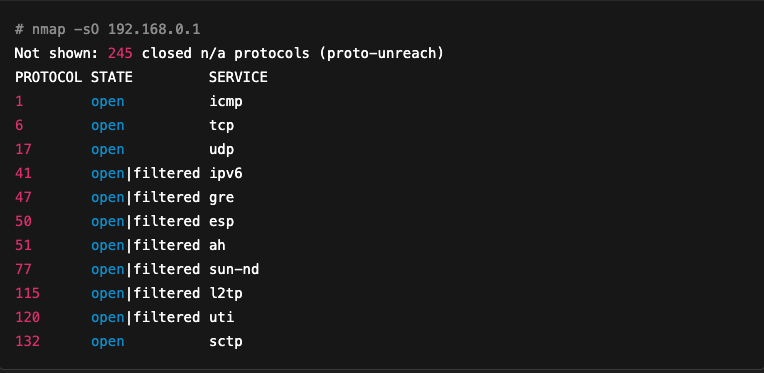 # nmap -sO 192.168.0.1
Not shown: 245 closed n/a protocols (proto-unreach)
PROTOCOL STATE         SERVICE
1        open          icmp
6        open          tcp
17       open          udp
41       open|filtered ipv6
47       open|filtered gre
50       open|filtered esp
51       open|filtered ah
77       open|filtered sun-nd
115      open|filtered l2tp
120      open|filtered uti
132      open          sctp